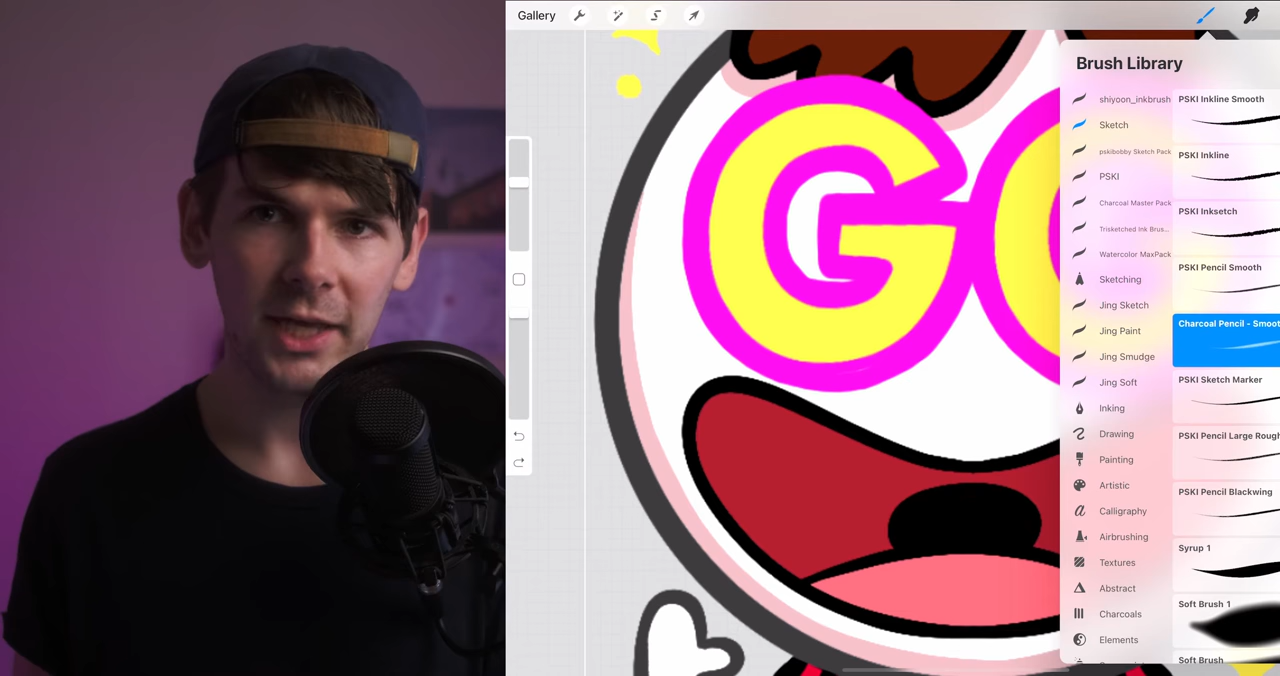 Gallery
Brush Library
shiyoon_inkbrush
Sketch
pskibobby Sketch Pack
PSKI
Charcoal Master Pack
Trisketched Ink Brus...
Watercolor MaxPack
Sketching
Jing Sketch
Jing Paint
Jing Smudge
Jing Soft
Inking
Drawing
Painting
Artistic
Calligraphy
Airbrushing
Textures
Abstract
Charcoals
Elements
PSKI Inkline Smooth
PSKI Inkline
PSKI Inksetch
PSKI Pencil Smooth
Charcoal Pencil - Smoot
PSKI Sketch Marker
PSKI Pencil Large Rough
PSKI Pencil Blackwing
Syrup 1
Soft Brush 1
Soft Brush
G